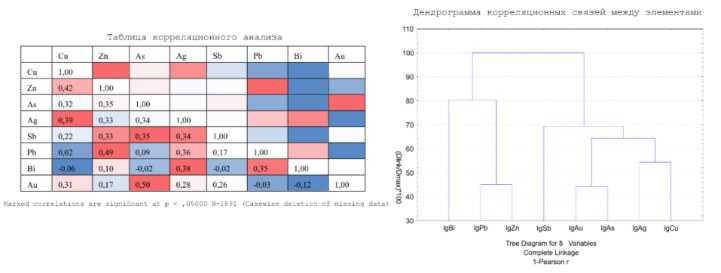 Таблица корреляционного анализа
Cu Zn As Ag Sb Pb Bi Au
Cu 1,00
Zn 0,42 1,00
As 0,32 0,35 1,00
Ag 0,39 0,33 0,34 1,00
Sb 0,22 0,33 0,35 0,34 1,00
Pb 0,02 0,49 0,09 0,36 0,17 1,00
Bi -0,06 0,10 -0,02 0,38 -0,02 0,35 1,00
Au 0,31 0,17 0,50 0,28 0,26 -0,03 -0,12 1,00
Marked correlations are significant at p < ,05000 N=1891 (Casewise deletion of missing data)
Дендрограмма корреляционных связей между элементами
110
100
90
80
70
60
50
40
30
(Dlink/Dmax)*100
lgBi lgPb lgZn lgSb lgAu lgAs lgAg lgCu
Tree Diagram for 8 Variables
Complete Linkage
1-Pearson r